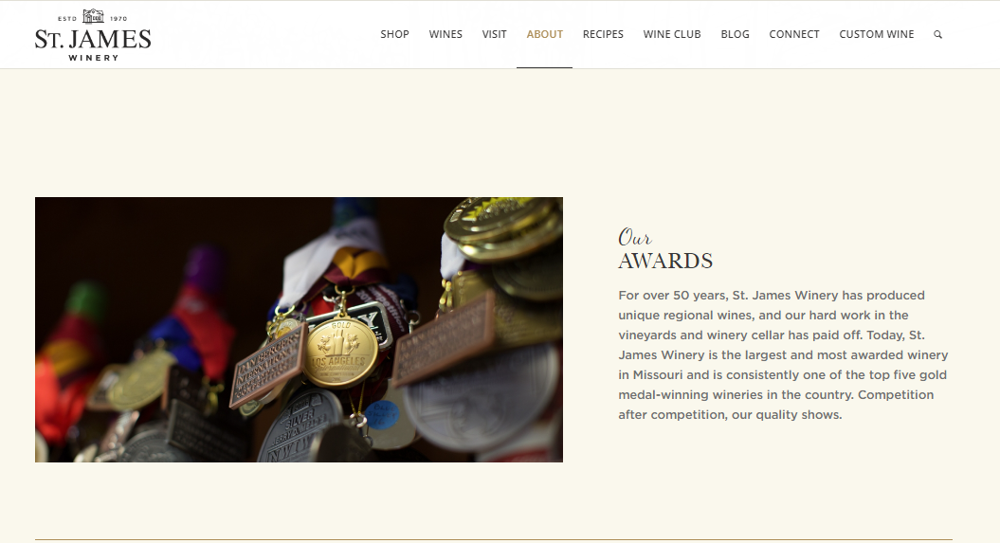 ESTD 1970
ST. JAMES
WINERY
SHOP WINES VISIT ABOUT RECIPES WINE CLUB BLOG CONNECT CUSTOM WINE
GOLD
LOS ANGELES
SILVER
Our
AWARDS
For over 50 years, St. James Winery has produced
unique regional wines, and our hard work in the
vineyards and winery cellar has paid off. Today, St.
James Winery is the largest and most awarded winery
in Missouri and is consistently one of the top five gold
medal-winning wineries in the country. Competition
after competition, our quality shows.